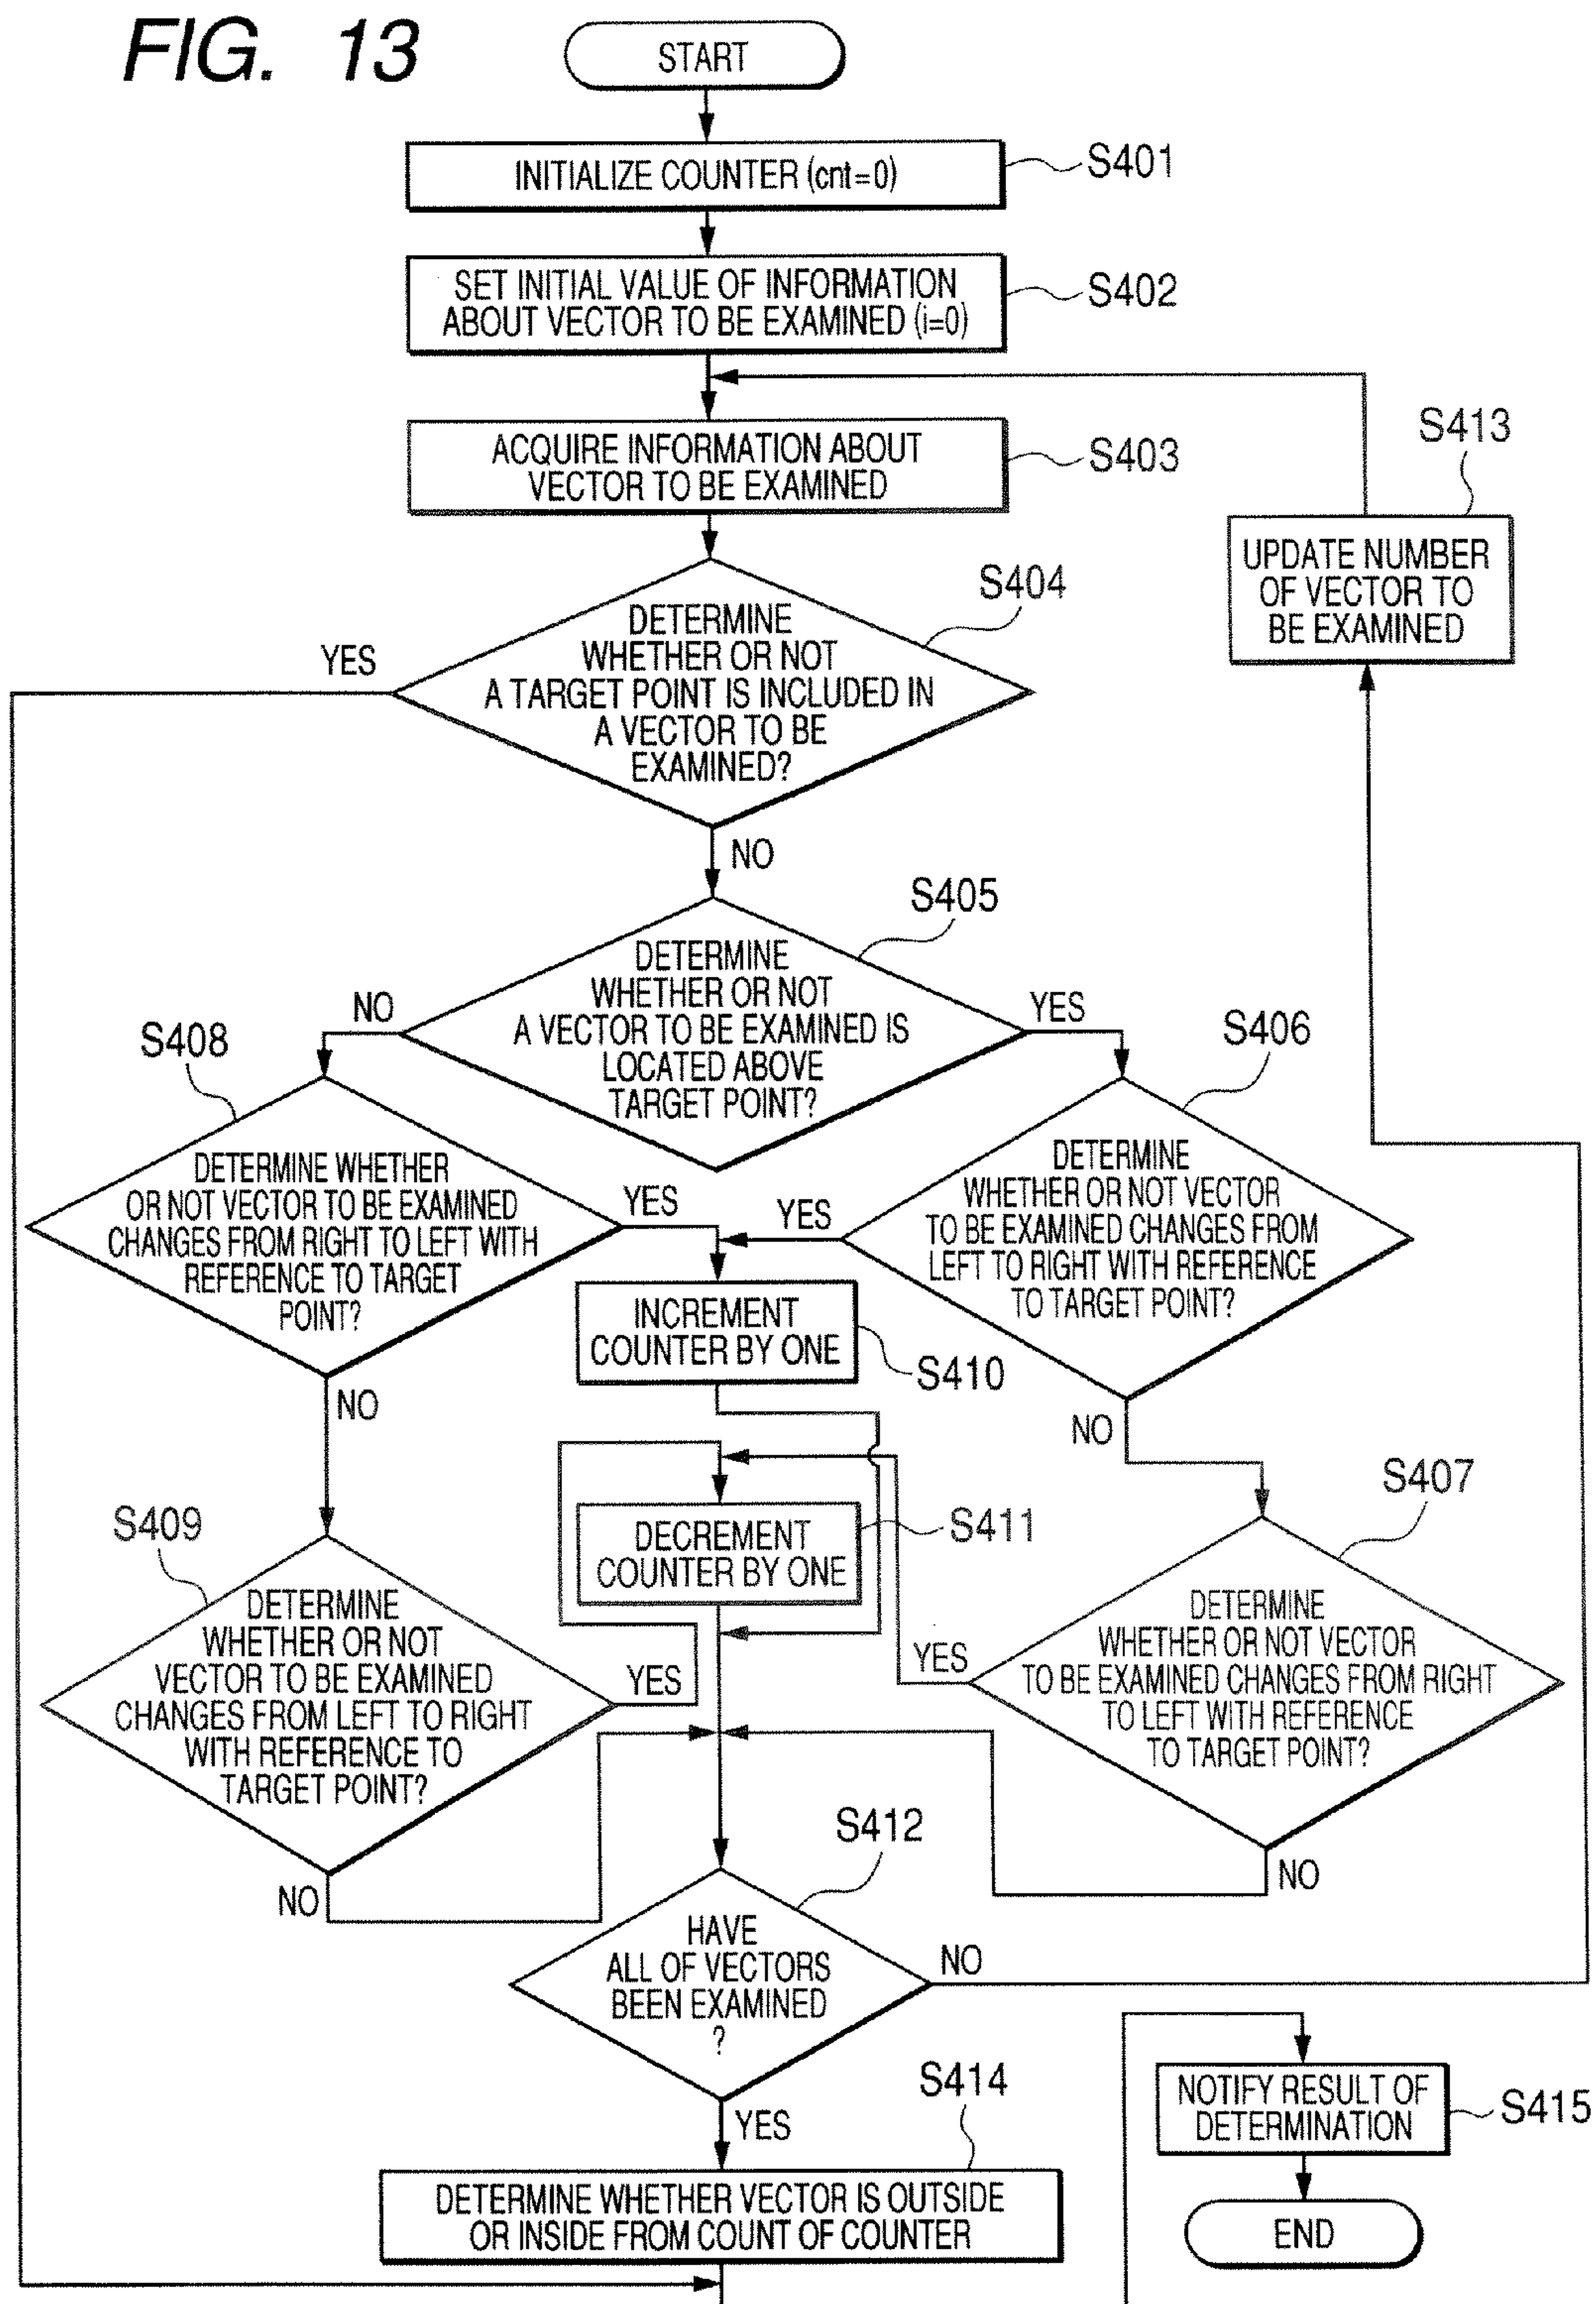 FIG. 13
START
INITIALIZE COUNTER (cnt=0)
S401
SET INITIAL VALUE OF INFORMATION
ABOUT VECTOR TO BE EXAMINED (i=0)
S402
ACQUIRE INFORMATION ABOUT
VECTOR TO BE EXAMINED
S403
S413
UPDATE NUMBER
OF VECTOR TO
BE EXAMINED
S404
DETERMINE
WHETHER OR NOT
A TARGET POINT IS INCLUDED IN
A VECTOR TO BE
EXAMINED?
YES
NO
S405
DETERMINE
WHETHER OR NOT
A VECTOR TO BE EXAMINED IS
LOCATED ABOVE
TARGET POINT?
NO
YES
S408
DETERMINE WHETHER
OR NOT VECTOR TO BE EXAMINED
CHANGES FROM RIGHT TO LEFT WITH
REFERENCE TO TARGET
POINT?
YES
NO
S406
DETERMINE
WHETHER OR NOT VECTOR
TO BE EXAMINED CHANGES FROM
LEFT TO RIGHT WITH REFERENCE
TO TARGET POINT?
YES
NO
INCREMENT
COUNTER BY ONE
S410
DECREMENT
COUNTER BY ONE
S411
S409
DETERMINE
WHETHER OR NOT
VECTOR TO BE EXAMINED
CHANGES FROM LEFT TO RIGHT
WITH REFERENCE TO
TARGET POINT?
YES
NO
S407
DETERMINE
WHETHER OR NOT VECTOR
TO BE EXAMINED CHANGES FROM RIGHT
TO LEFT WITH REFERENCE
TO TARGET POINT?
YES
NO
S412
HAVE
ALL OF VECTORS
BEEN EXAMINED
?
NO
YES
S414
DETERMINE WHETHER VECTOR IS OUTSIDE
OR INSIDE FROM COUNT OF COUNTER
NOTIFY RESULT OF
DETERMINATION
S415
END